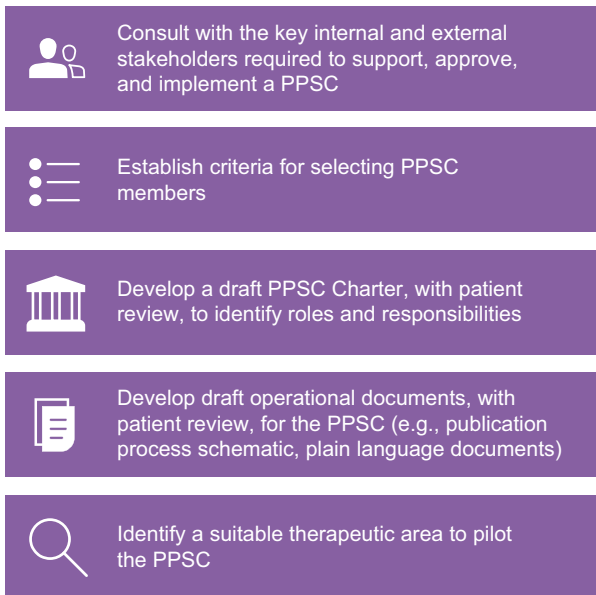 Consult with the key internal and external
stakeholders required to support, approve,
and implement a PPSC
Establish criteria for selecting PPSC
members
Develop a draft PPSC Charter, with patient
review, to identify roles and responsibilities
Develop draft operational documents, with
patient review, for the PPSC (e.g., publication
process schematic, plain language documents)
Identify a suitable therapeutic area to pilot
the PPSC